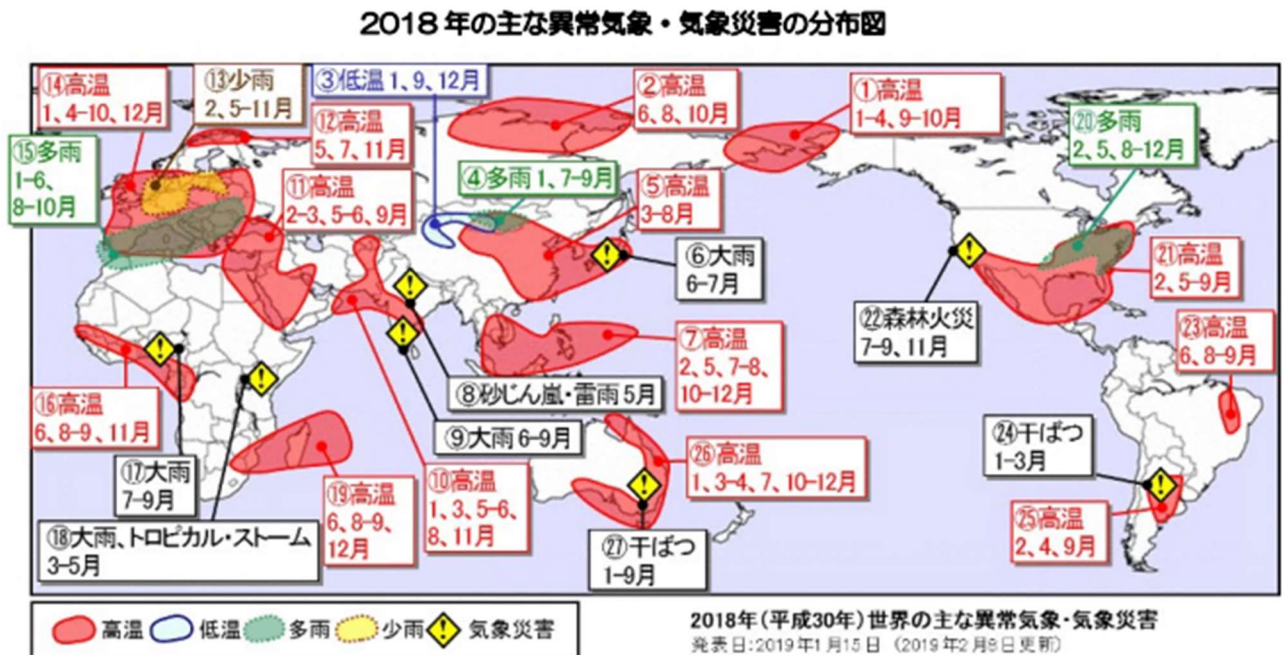 2018年の主な異常気象・気象災害の分布図
⑭高温
1、4-10、12月
⑬少雨
2、5-11月
③低温 1、9、12月
②高温
6、8、10月
①高温
1-4、9-10月
⑳多雨
2、5、8-12月
⑮多雨
1-6、
8-10月
⑫高温
5、7、11月
⑪高温
2-3、5-6、9月
④多雨 1、7-9月
⑤高温
3-8月
⑥大雨
6-7月
㉑高温
2、5-9月
㉒森林火災
7-9、11月
㉓高温
6、8-9月
⑦高温
2、5、7-8、
10-12月
⑧砂じん嵐・雷雨 5月
⑨大雨 6-9月
⑯高温
6、8-9、11月
⑰大雨
7-9月
⑱大雨、トロピカル・ストーム
3-5月
⑲高温
6、8-9、
12月
⑩高温
1、3、5-6、
8、11月
㉖高温
1、3-4、7、10-12月
㉗干ばつ
1-9月
㉔干ばつ
1-3月
㉕高温
2、4、9月
高温 低温 多雨 少雨 気象災害
2018年(平成30年)世界の主な異常気象・気象災害
発表日:2019年1月15日 (2019年2月8日更新)